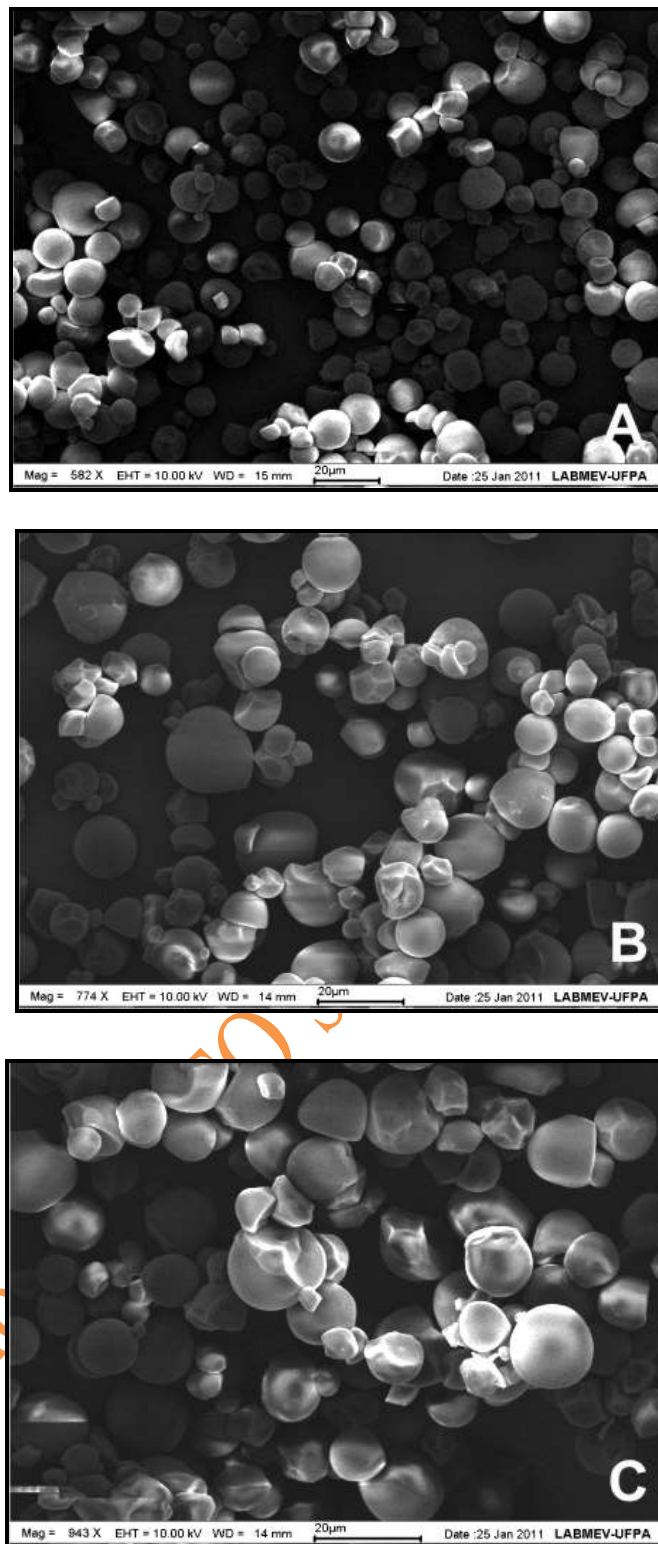 A
Mag = 582 X EHT = 10.00 kV WD = 15 mm 20µm Date :25 Jan 2011 LABMEV-UFPA
B
Mag = 774 X EHT = 10.00 kV WD = 14 mm 20µm Date :25 Jan 2011 LABMEV-UFPA
C
Mag = 943 X EHT = 10.00 kV WD = 14 mm 20µm Date :25 Jan 2011 LABMEV-UFPA